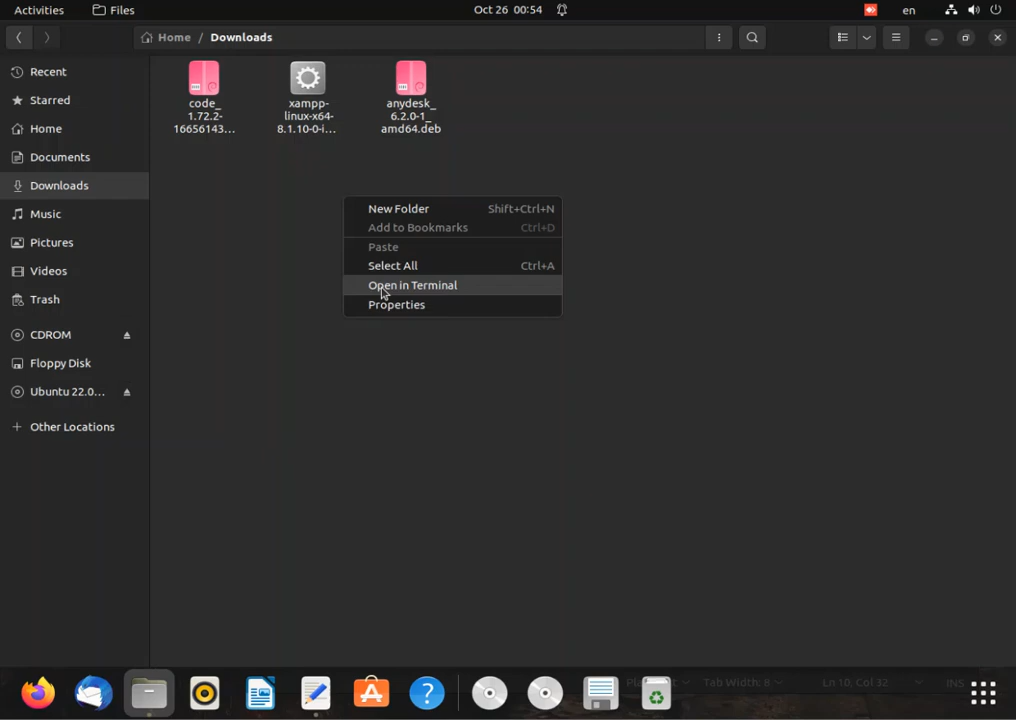 Activities Files Oct 26 00:54 en
Home / Downloads
Recent
Starred
Home
Documents
Downloads
Music
Pictures
Videos
Trash
CDROM
Floppy Disk
Ubuntu 22.0...
Other Locations
code_
1.72.2-
16656143...
xampp-
linux-x64-
8.1.10-0-i...
anydesk_
6.2.0-1_
amd64.deb
New Folder Shift+Ctrl+N
Add to Bookmarks Ctrl+D
Paste
Select All Ctrl+A
Open in Terminal
Properties
Tab Width: 8 Ln 10, Col 32 INS